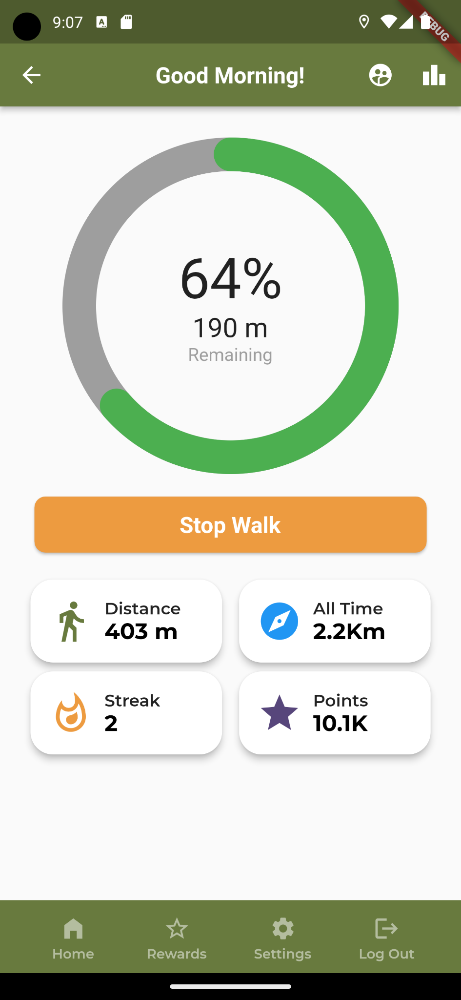 9:07
DEBUG
Good Morning!
64%
190 m
Remaining
Stop Walk
Distance
403 m
All Time
2.2Km
Streak
2
Points
10.1K
Home
Rewards
Settings
Log Out